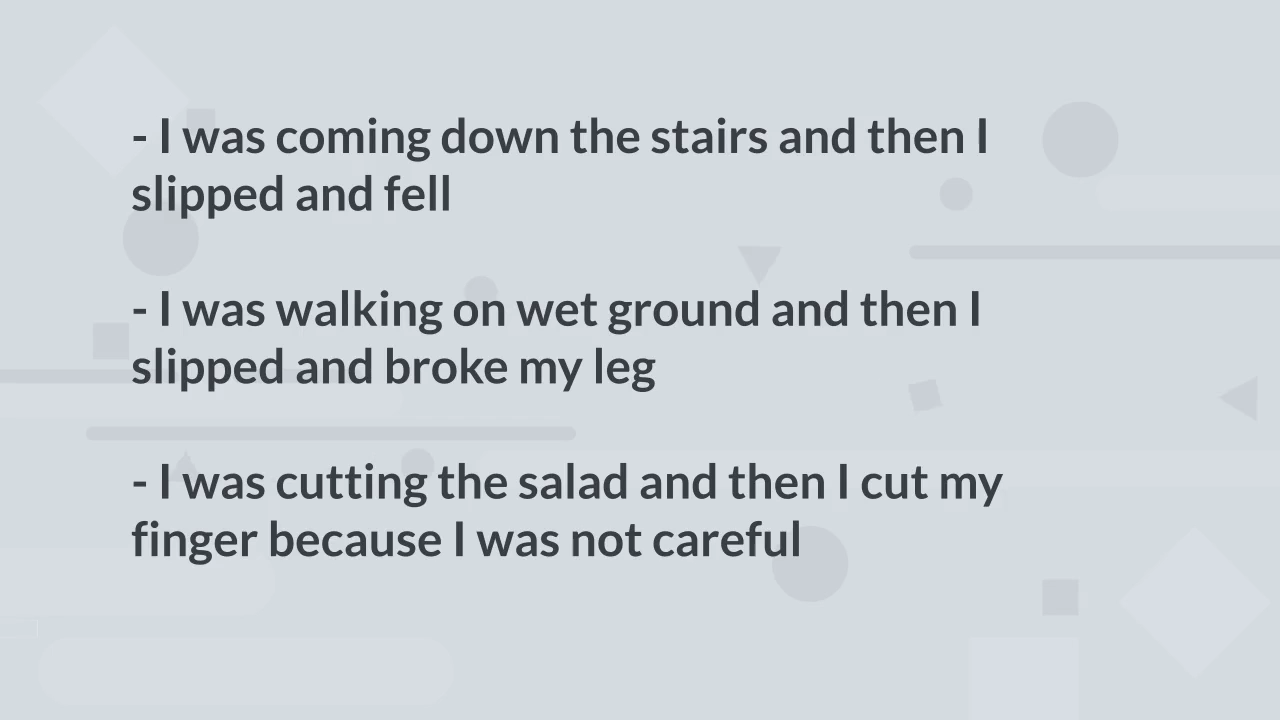 - I was coming down the stairs and then I
slipped and fell
- I was walking on wet ground and then I
slipped and broke my leg
- I was cutting the salad and then I cut my
finger because I was not careful